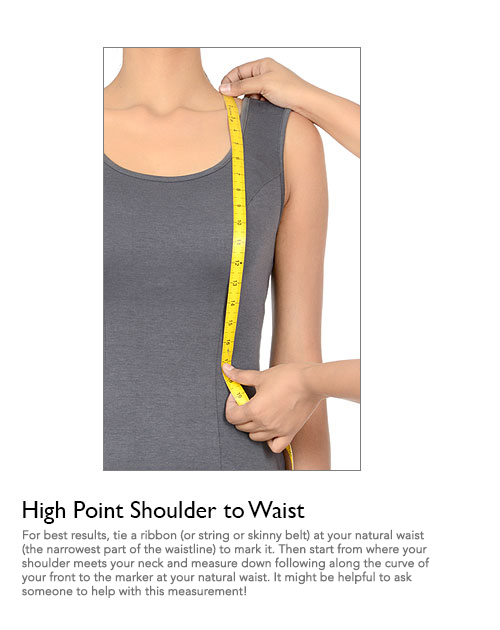 High Point Shoulder to Waist
For best results, tie a ribbon (or string or skinny belt) at your natural waist
(the narrowest part of the waistline) to mark it. Then start from where your
shoulder meets your neck and measure down following along the curve of
your front to the marker at your natural waist. It might be helpful to ask
someone to help with this measurement!